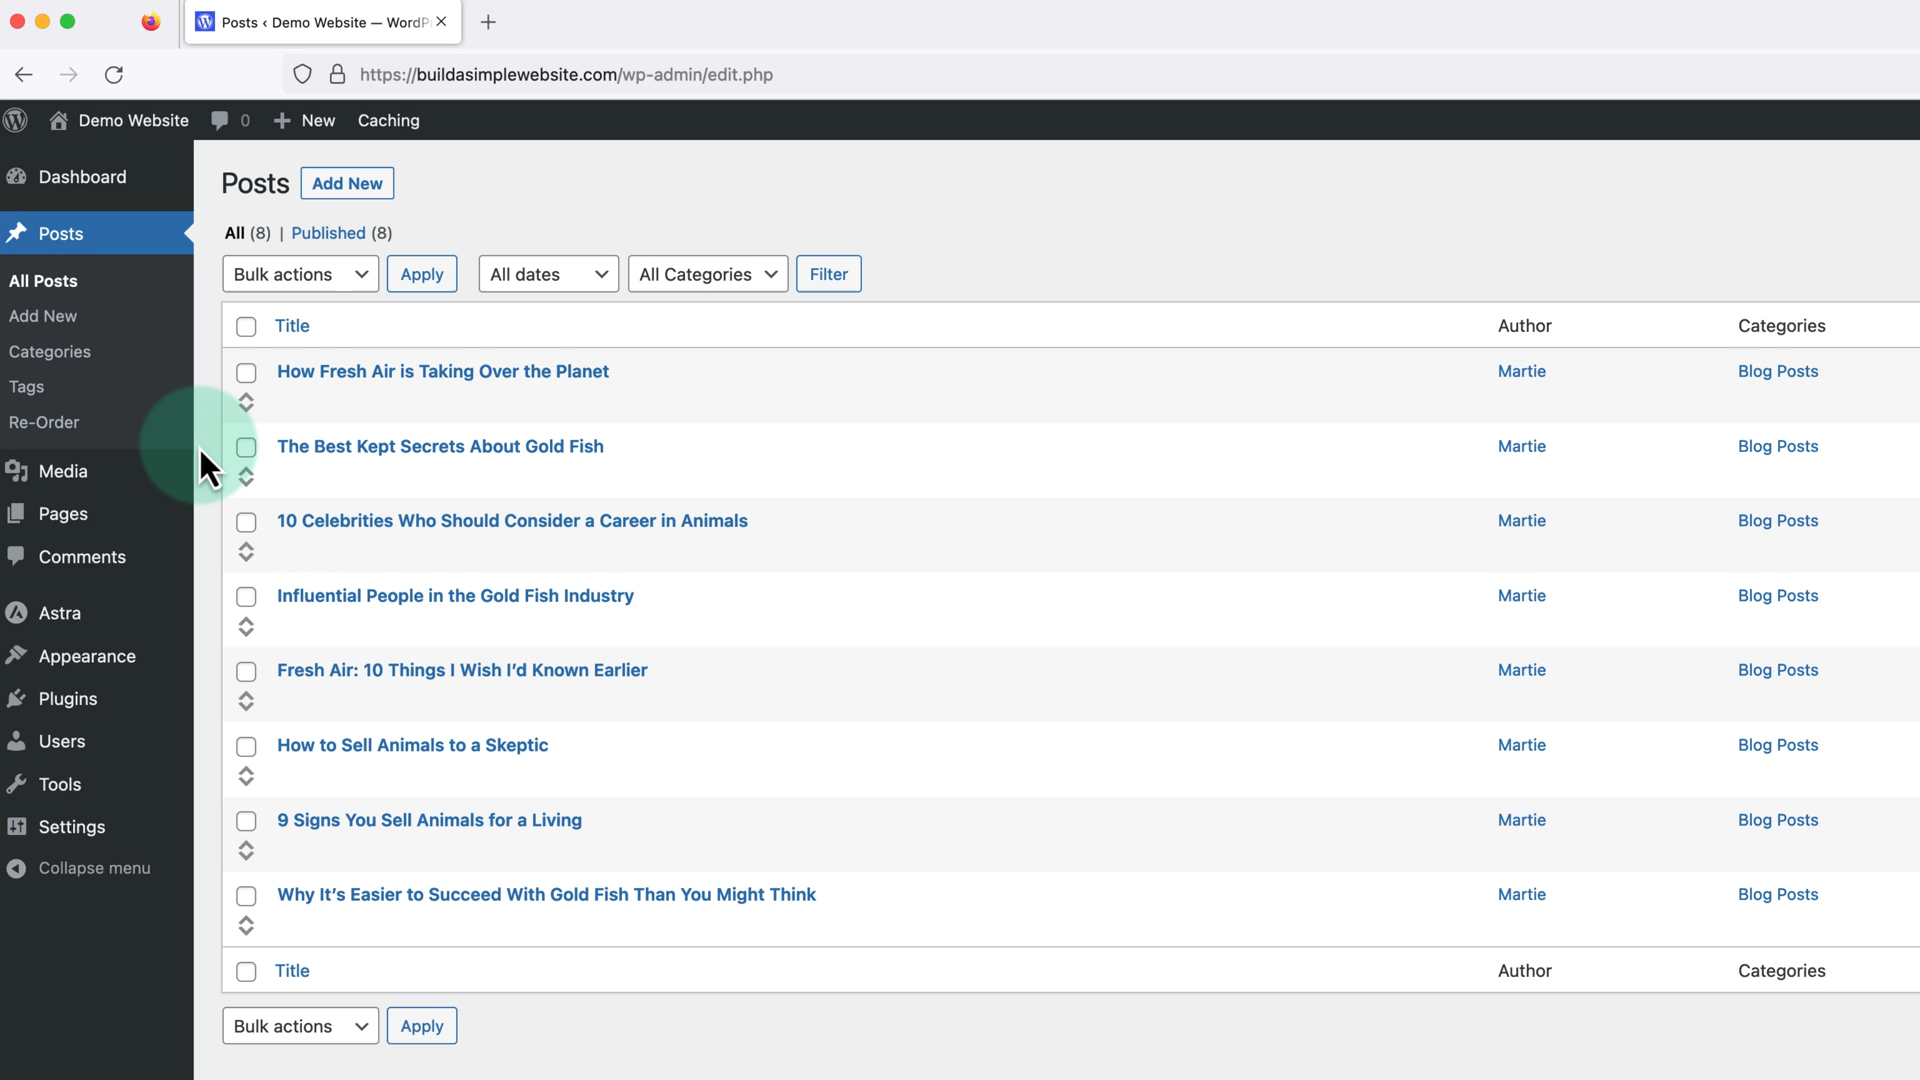 Posts ‹ Demo Website — WordP
https://buildasimplewebsite.com/wp-admin/edit.php
Demo Website 0 New Caching
Dashboard
Posts
All Posts
Add New
Categories
Tags
Re-Order
Media
Pages
Comments
Astra
Appearance
Plugins
Users
Tools
Settings
Collapse menu
Posts Add New
All (8) | Published (8)
Bulk actions Apply All dates All Categories Filter
Title Author Categories
How Fresh Air is Taking Over the Planet Martie Blog Posts
The Best Kept Secrets About Gold Fish Martie Blog Posts
10 Celebrities Who Should Consider a Career in Animals Martie Blog Posts
Influential People in the Gold Fish Industry Martie Blog Posts
Fresh Air: 10 Things I Wish I’d Known Earlier Martie Blog Posts
How to Sell Animals to a Skeptic Martie Blog Posts
9 Signs You Sell Animals for a Living Martie Blog Posts
Why It’s Easier to Succeed With Gold Fish Than You Might Think Martie Blog Posts
Title Author Categories
Bulk actions Apply